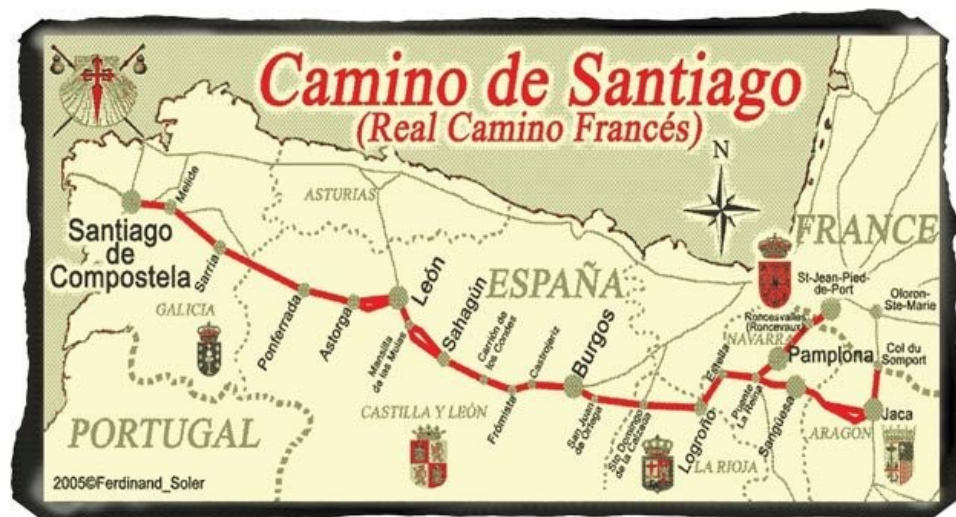 Camino de Santiago
(Real Camino Francés)
N
ASTURIAS
FRANCE
Melide
Santiago
de
Compostela
Sarria
GALICIA
Ponferrada
Astorga
León
Mansilla
de las Mulas
Sahagún
ESPAÑA
Carrión de
los Condes
Frómista
Castrojeriz
Burgos
CASTILLA Y LEÓN
San Juan
de Ortega
Sto Domingo
de la Calzada
Logroño
LA RIOJA
Estella
Puente
La Reina
St-Jean-Pied-
de-Port
Roncesvalles
(Roncevaux)
NAVARRA
Pamplona
Sangüesa
Oloron-
Ste-Marie
Col du
Somport
Jaca
ARAGON
PORTUGAL
2005©Ferdinand_Soler